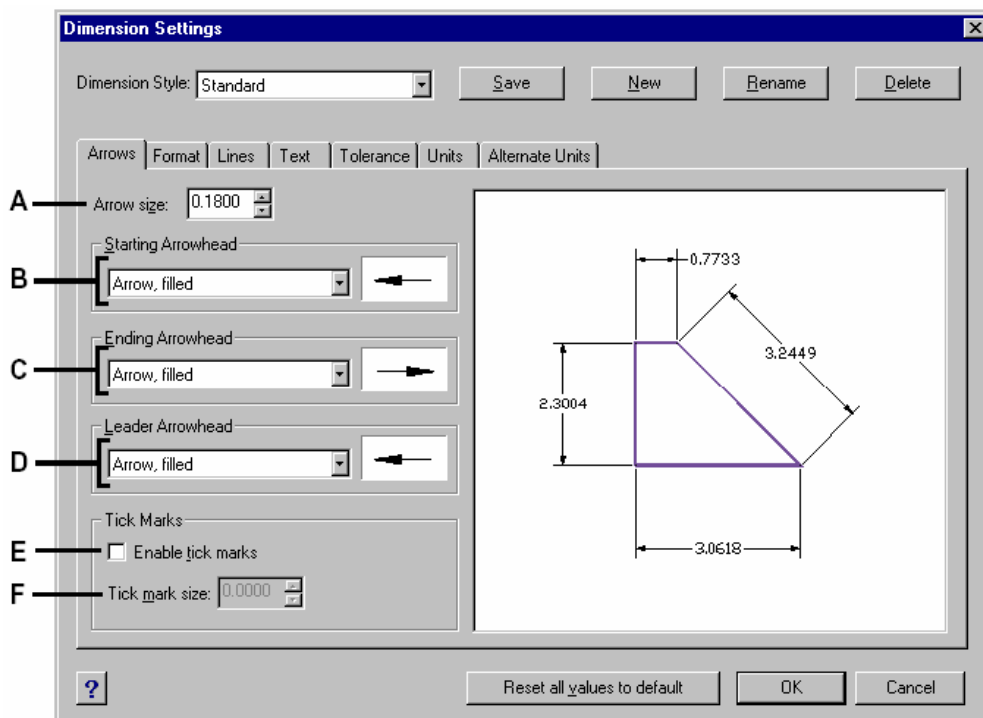 Dimension Settings
Dimension Style: Standard Save New Rename Delete
Arrows Format Lines Text Tolerance Units Alternate Units
A Arrow size: 0.1800
Starting Arrowhead
B Arrow, filled
Ending Arrowhead
C Arrow, filled
Leader Arrowhead
D Arrow, filled
Tick Marks
E Enable tick marks
F Tick mark size: 0.0000
0.7733
3.2449
2.3004
3.0618
? Reset all values to default OK Cancel